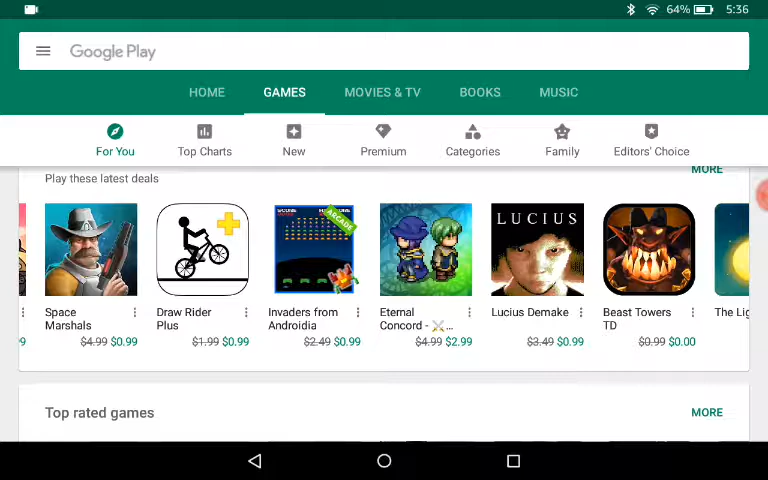 64% 5:36
Google Play
HOME GAMES MOVIES & TV BOOKS MUSIC
For You Top Charts New Premium Categories Family Editors' Choice
MORE
Play these latest deals
ARCADE
LUCIUS
Space Marshals
$4.99 $0.99
Draw Rider Plus
$1.99 $0.99
Invaders from Androidia
$2.49 $0.99
Eternal Concord - ⚔️...
$4.99 $2.99
Lucius Demake
$3.49 $0.99
Beast Towers TD
$0.99 $0.00
The Lig
9
Top rated games MORE